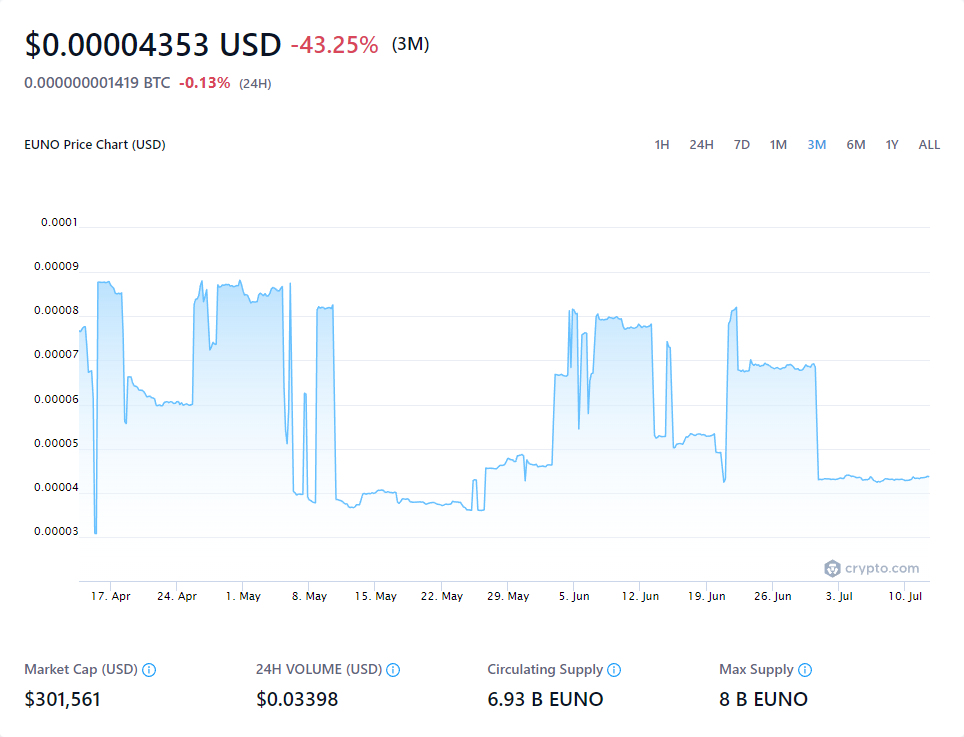 $0.00004353 USD -43.25% (3M)
0.000000001419 BTC -0.13% (24H)
EUNO Price Chart (USD) 1H 24H 7D 1M 3M 6M 1Y ALL
0.0001
0.00009
0.00008
0.00007
0.00006
0.00005
0.00004
0.00003
crypto.com
17. Apr 24. Apr 1. May 8. May 15. May 22. May 29. May 5. Jun 12. Jun 19. Jun 26. Jun 3. Jul 10. Jul
Market Cap (USD) 24H VOLUME (USD) Circulating Supply Max Supply
$301,561 $0.03398 6.93 B EUNO 8 B EUNO